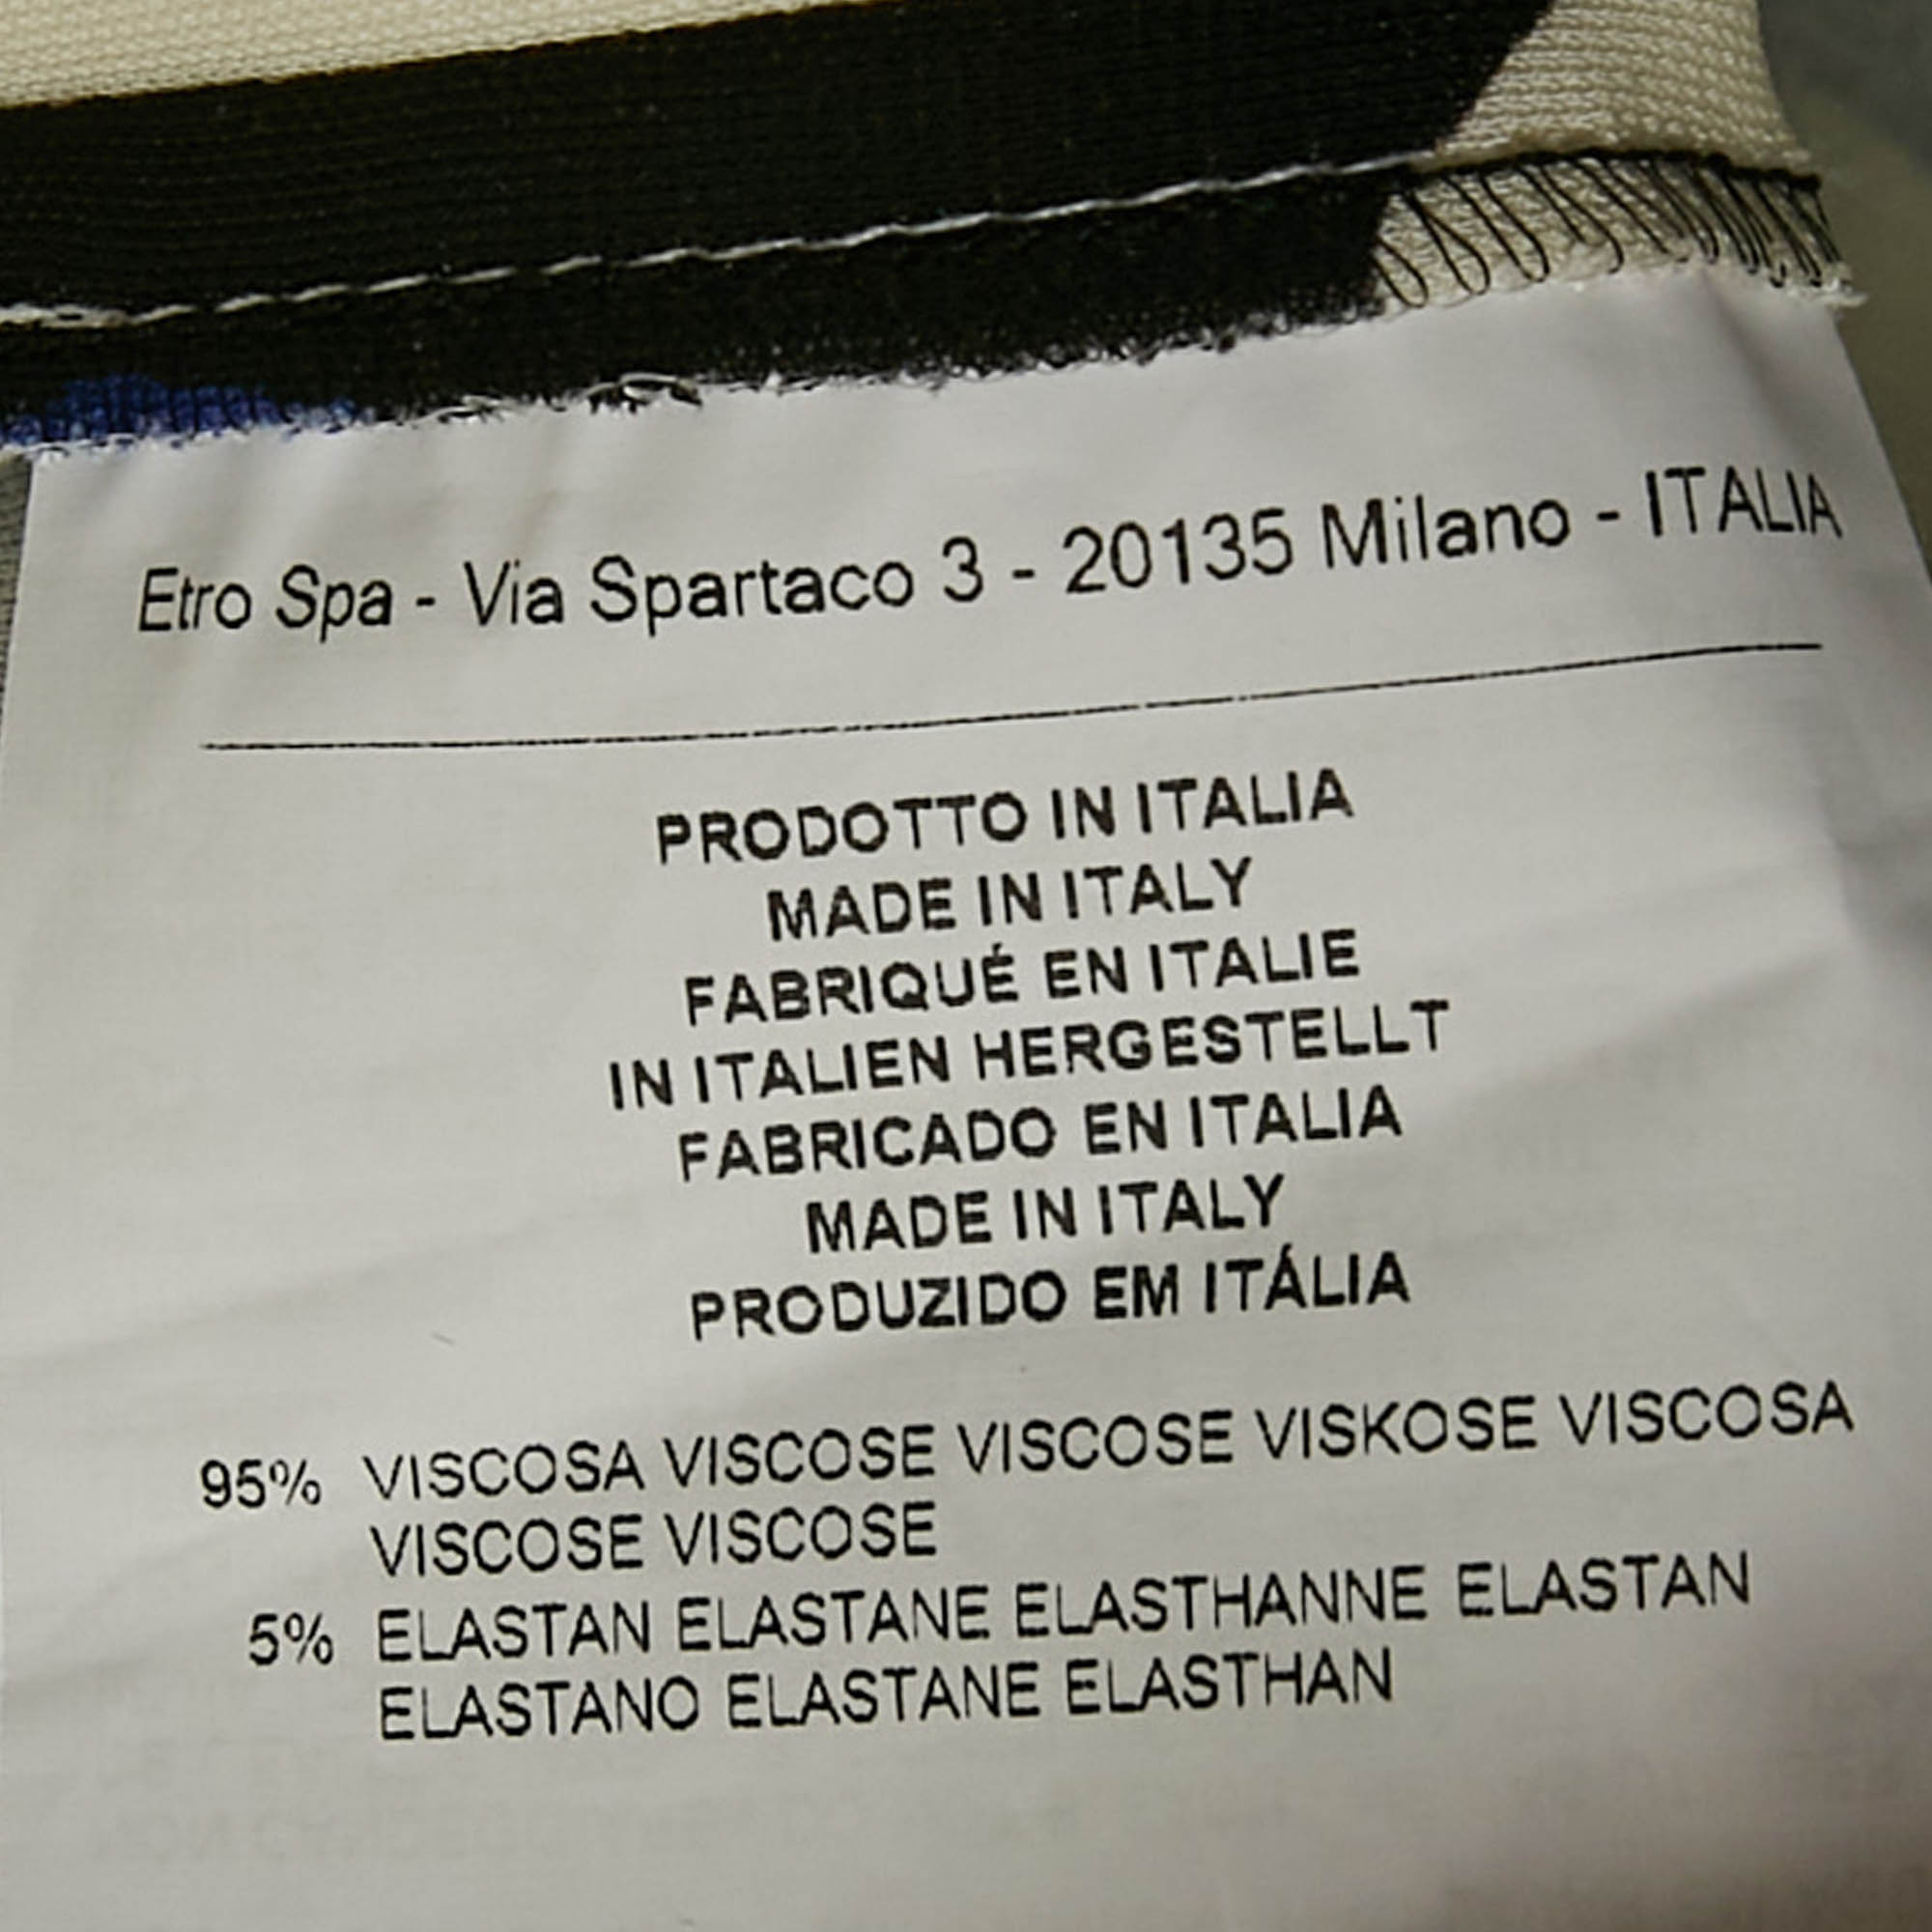 Etro Spa - Via Spartaco 3 - 20135 Milano - ITALIA
PRODOTTO IN ITALIA
MADE IN ITALY
FABRIQUÉ EN ITALIE
IN ITALIEN HERGESTELLT
FABRICADO EN ITALIA
MADE IN ITALY
PRODUZIDO EM ITÁLIA
95% VISCOSA VISCOSE VISCOSE VISKOSE VISCOSA
VISCOSE VISCOSE
5% ELASTAN ELASTANE ELASTHANNE ELASTAN
ELASTANO ELASTANE ELASTHAN